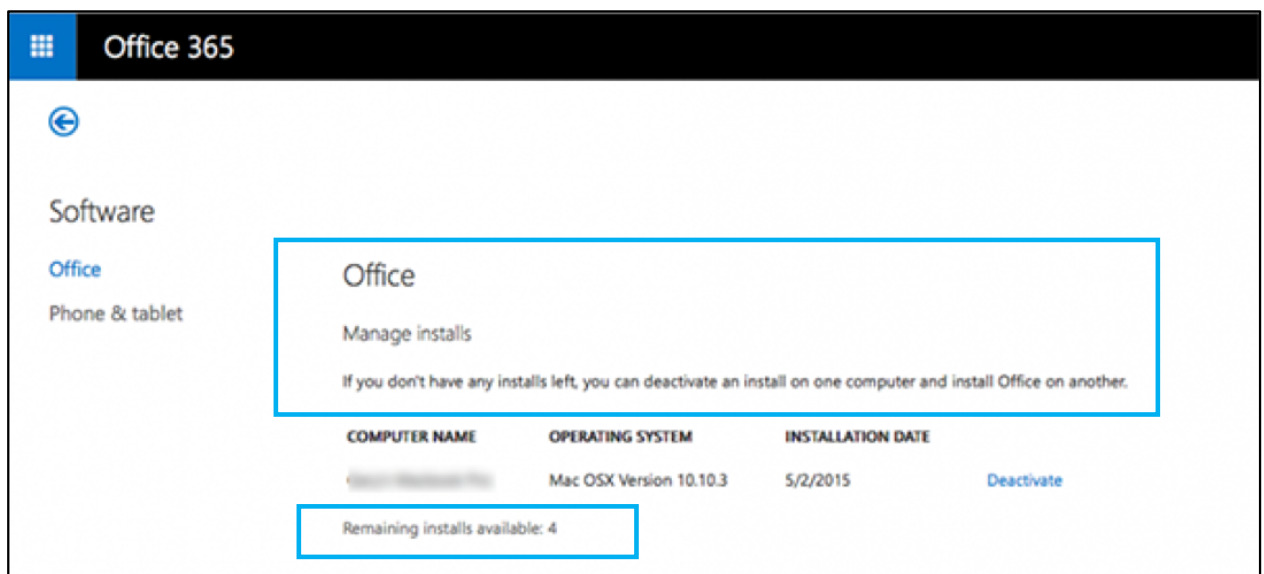 Office 365
Software
Office
Phone & tablet
Office
Manage installs
If you don't have any installs left, you can deactivate an install on one computer and install Office on another.
COMPUTER NAME OPERATING SYSTEM INSTALLATION DATE
Mac OSX Version 10.10.3 5/2/2015 Deactivate
Remaining installs available: 4